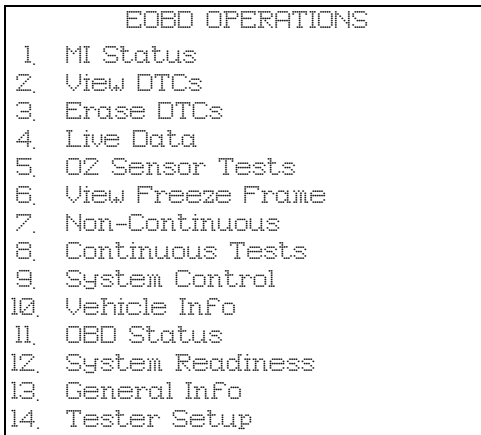 EOBD OPERATIONS
1. MI Status
2. View DTCs
3. Erase DTCs
4. Live Data
5. O2 Sensor Tests
6. View Freeze Frame
7. Non-Continuous
8. Continuous Tests
9. System Control
10. Vehicle Info
11. OBD Status
12. System Readiness
13. General Info
14. Tester Setup